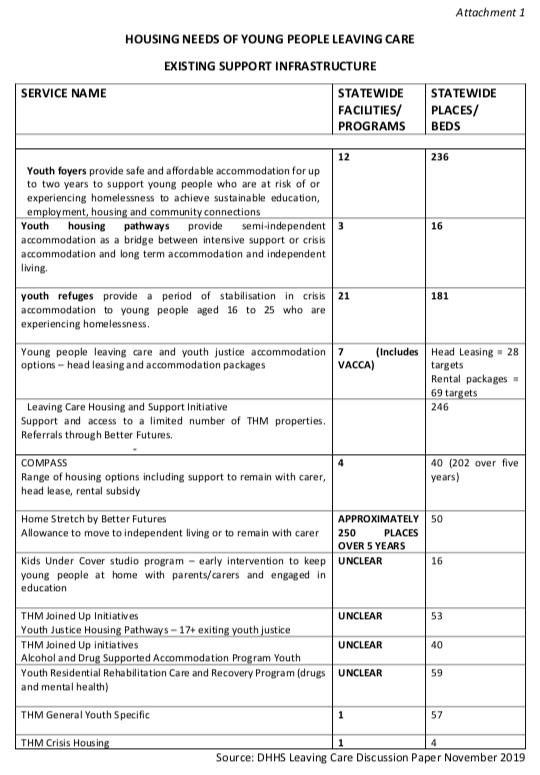 Attachment 1
HOUSING NEEDS OF YOUNG PEOPLE LEAVING CARE
EXISTING SUPPORT INFRASTRUCTURE
SERVICE NAME
STATEWIDE
FACILITIES/
PROGRAMS
STATEWIDE
PLACES/
BEDS
Youth foyers provide safe and affordable accommodation for up
to two years to support young people who are at risk of or
experiencing homelessness to achieve sustainable education,
employment, housing and community connections
12
236
Youth housing pathways provide semi-independent
accommodation as a bridge between intensive support or crisis
accommodation and long term accommodation and independent
living.
3
16
youth refuges provide a period of stabilisation in crisis
accommodation to young people aged 16 to 25 who are
experiencing homelessness.
21
181
Young people leaving care and youth justice accommodation
options – head leasing and accommodation packages
7 (Includes
VACCA)
Head Leasing = 28
targets
Rental packages =
69 targets
Leaving Care Housing and Support Initiative
Support and access to a limited number of THM properties.
Referrals through Better Futures.
246
COMPASS
Range of housing options including support to remain with carer,
head lease, rental subsidy
4
40 (202 over five
years)
Home Stretch by Better Futures
Allowance to move to independent living or to remain with carer
APPROXIMATELY
250 PLACES
OVER 5 YEARS
50
Kids Under Cover studio program – early intervention to keep
young people at home with parents/carers and engaged in
education
UNCLEAR
16
THM Joined Up Initiatives
Youth Justice Housing Pathways – 17+ exiting youth justice
UNCLEAR
53
THM Joined Up initiatives
Alcohol and Drug Supported Accommodation Program Youth
UNCLEAR
40
Youth Residential Rehabilitation Care and Recovery Program (drugs
and mental health)
UNCLEAR
59
THM General Youth Specific
1
57
THM Crisis Housing
1
4
Source: DHHS Leaving Care Discussion Paper November 2019